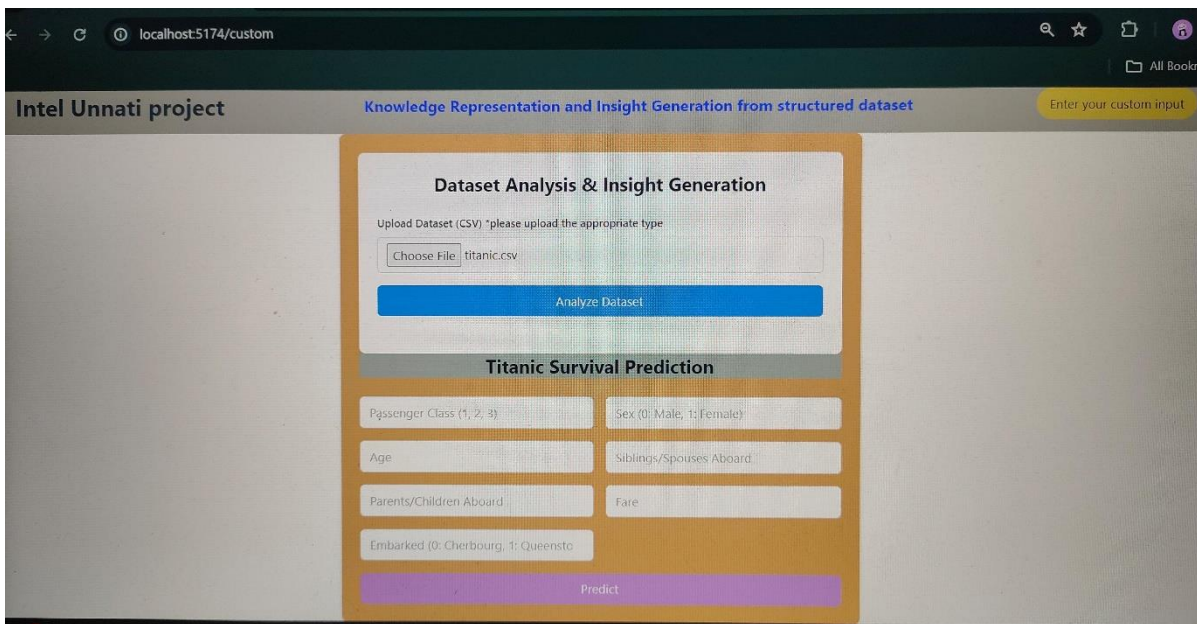 localhost:5174/custom
All Bookr
Intel Unnati project
Knowledge Representation and Insight Generation from structured dataset
Enter your custom input
Dataset Analysis & Insight Generation
Upload Dataset (CSV) *please upload the appropriate type
Choose File titanic.csv
Analyze Dataset
Titanic Survival Prediction
Passenger Class (1, 2, 3)
Sex (0: Male, 1: Female)
Age
Siblings/Spouses Aboard
Parents/Children Aboard
Fare
Embarked (0: Cherbourg, 1: Queensto
Predict